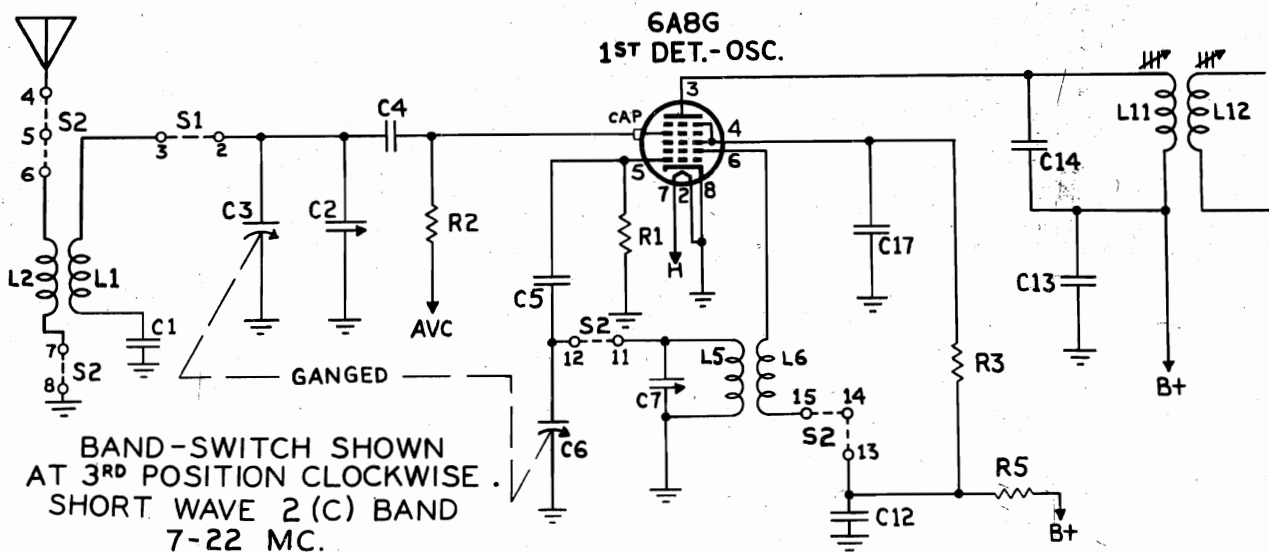 6A8G
1ST DET.-OSC.
4
5
6
S2
3
S1
2
C4
CAP
3
4
6
5
7
2
8
L11
L12
C14
C3
C2
R2
R1
H
C17
C13
L2
L1
C1
AVC
C5
7
8
S2
S2
12
11
L5
L6
R3
B+
GANGED
C7
15
14
S2
13
C6
BAND-SWITCH SHOWN
AT 3RD POSITION CLOCKWISE.
SHORT WAVE 2 (C) BAND
7-22 MC.
R5
C12
B+